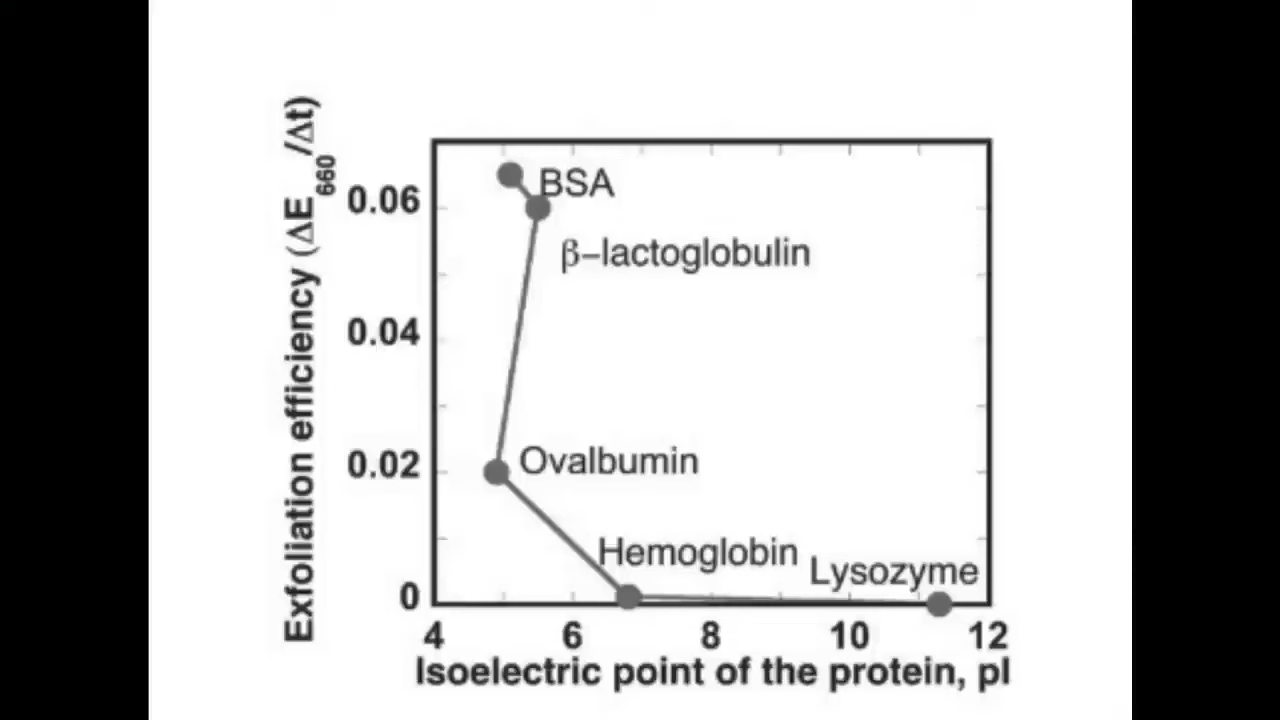 Exfoliation efficiency (ΔE660/Δt)
0.06
0.04
0.02
0
BSA
β–lactoglobulin
Ovalbumin
Hemoglobin
Lysozyme
4 6 8 10 12
Isoelectric point of the protein, pI